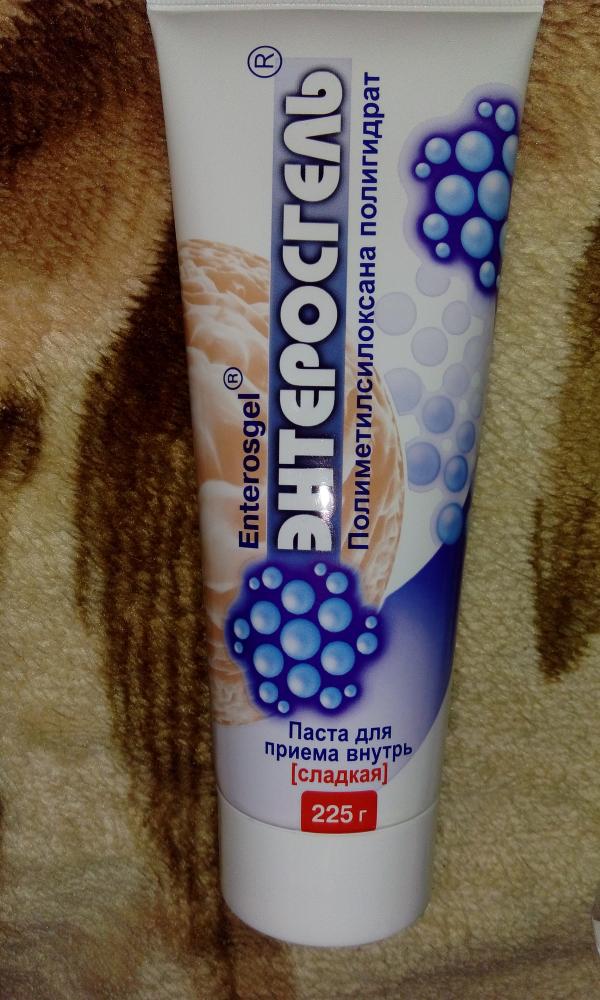 Enterosgel®
ЭНТЕРОСГЕЛЬ®
Полиметилсилоксана полигидрат
Паста для
приема внутрь
[сладкая]
225 г